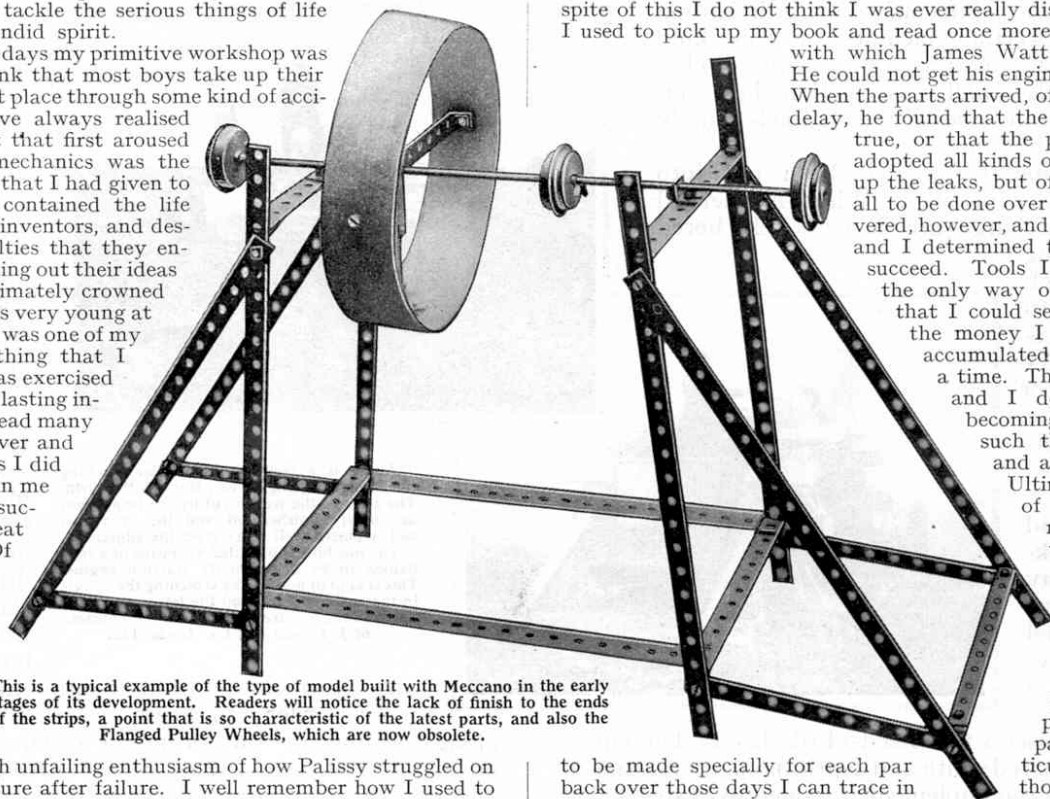 tackle the serious things of life
ndid spirit.
days my primitive workshop was
nk that most boys take up their
t place through some kind of acci-
ve always realised
that first aroused
mechanics was the
that I had given to
contained the life
inventors, and des-
lties that they en-
ing out their ideas
imately crowned
s very young at
was one of my
thing that I
as exercised
lasting in-
ead many
ver and
s I did
n me
suc-
eat
Of
This is a typical example of the type of model built with Meccano in the early
tages of its development. Readers will notice the lack of finish to the ends
f the strips, a point that is so characteristic of the latest parts, and also the
Flanged Pulley Wheels, which are now obsolete.
h unfailing enthusiasm of how Palissy struggled on
ure after failure. I well remember how I used to
spite of this I do not think I was ever really dis
I used to pick up my book and read once more
with which James Watt
He could not get his engin
When the parts arrived, of
delay, he found that the
true, or that the p
adopted all kinds o
up the leaks, but of
all to be done over
vered, however, and
and I determined t
succeed. Tools I
the only way o
that I could se
the money I
accumulated
a time. Th
and I d
becoming
such t
and a
Ulti
of
p
pa
to be made specially for each par
ticu
back over those days I can trace in
tho